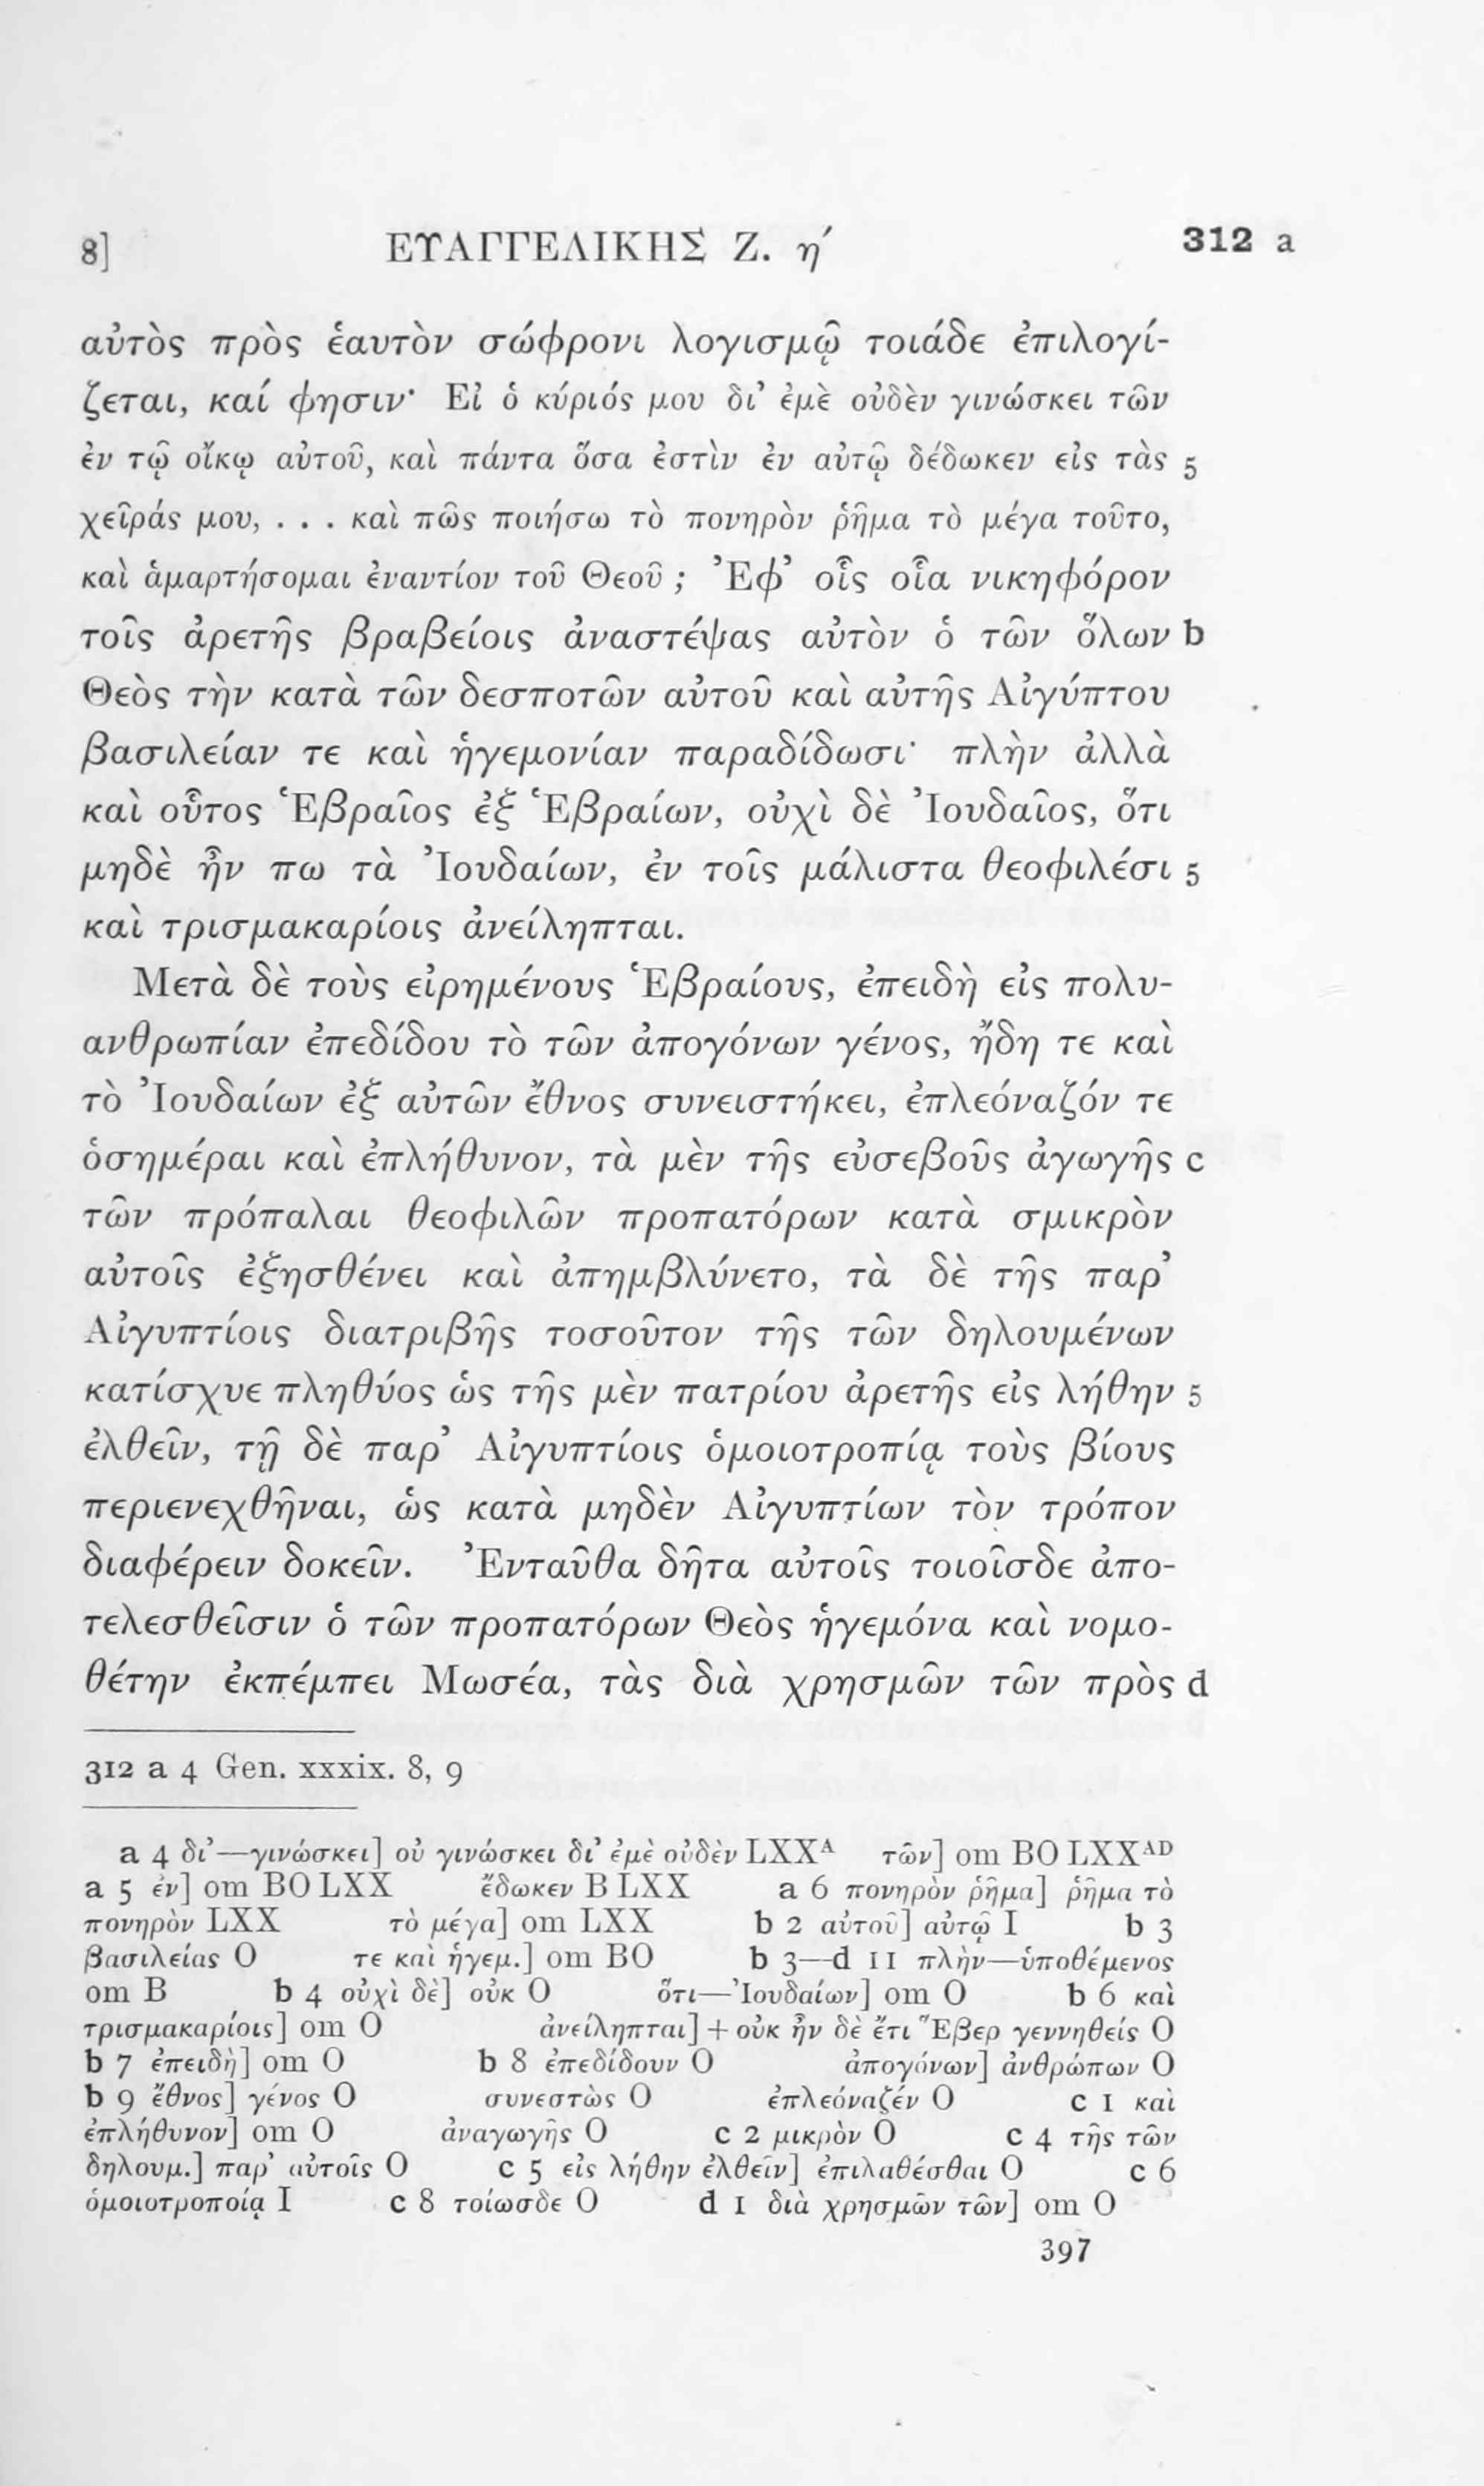 8] ΕΥΑΓΓΕΛΙΚΗΣ Ζ. η′ 312 a
αὐτὸς πρὸς ἑαυτὸν σώφρονι λογισμῷ τοιάδε ἐπιλογί-
ζεται, καί φησιν· Εἰ ὁ κύριός μου δι’ ἐμὲ οὐδὲν γινώσκει τῶν
ἐν τῷ οἴκῳ αὐτοῦ, καὶ πάντα ὅσα ἐστὶν ἐν αὐτῷ δέδωκεν εἰς τὰς 5
χεῖράς μου, . . . καὶ πῶς ποιήσω τὸ πονηρὸν ῥῆμα τὸ μέγα τοῦτο,
καὶ ἁμαρτήσομαι ἐναντίον τοῦ Θεοῦ ; Ἐφ’ οἷς οἷα νικηφόρον
τοῖς ἀρετῆς βραβείοις ἀναστέψας αὐτὸν ὁ τῶν ὅλων b
Θεὸς τὴν κατὰ τῶν δεσποτῶν αὐτοῦ καὶ αὐτῆς Αἰγύπτου
βασιλείαν τε καὶ ἡγεμονίαν παραδίδωσι· πλὴν ἀλλὰ
καὶ οὗτος Ἑβραῖος ἐξ Ἑβραίων, οὐχὶ δὲ Ἰουδαῖος, ὅτι
μηδὲ ἦν πω τὰ Ἰουδαίων, ἐν τοῖς μάλιστα θεοφιλέσι 5
καὶ τρισμακαρίοις ἀνείληπται.
Μετὰ δὲ τοὺς εἰρημένους Ἑβραίους, ἐπειδὴ εἰς πολυ-
ανθρωπίαν ἐπεδίδου τὸ τῶν ἀπογόνων γένος, ἤδη τε καὶ
τὸ Ἰουδαίων ἐξ αὐτῶν ἔθνος συνειστήκει, ἐπλεόναζόν τε
ὁσημέραι καὶ ἐπλήθυνον, τὰ μὲν τῆς εὐσεβοῦς ἀγωγῆς c
τῶν πρόπαλαι θεοφιλῶν προπατόρων κατὰ σμικρὸν
αὐτοῖς ἐξησθένει καὶ ἀπημβλύνετο, τὰ δὲ τῆς παρ’
Αἰγυπτίοις διατριβῆς τοσοῦτον τῆς τῶν δηλουμένων
κατίσχυε πληθύος ὡς τῆς μὲν πατρίου ἀρετῆς εἰς λήθην 5
ἐλθεῖν, τῇ δὲ παρ’ Αἰγυπτίοις ὁμοιοτροπίᾳ τοὺς βίους
περιενεχθῆναι, ὡς κατὰ μηδὲν Αἰγυπτίων τὸν τρόπον
διαφέρειν δοκεῖν. Ἐνταῦθα δῆτα αὐτοῖς τοιοῖσδε ἀπο-
τελεσθεῖσιν ὁ τῶν προπατόρων Θεὸς ἡγεμόνα καὶ νομο-
θέτην ἐκπέμπει Μωσέα, τὰς διὰ χρησμῶν τῶν πρὸς d
312 a 4 Gen. xxxix. 8, 9
a 4 δι’—γινώσκει] οὐ γινώσκει δι’ ἐμὲ οὐδὲν LXXᴬ τῶν] om BO LXXᴬᴰ
a 5 ἐν] om BO LXX ἔδωκεν B LXX a 6 πονηρὸν ῥῆμα] ῥῆμα τὸ
πονηρὸν LXX τὸ μέγα] om LXX b 2 αὐτοῦ] αὐτῷ I b 3
βασιλείας O τε καὶ ἡγεμ.] om BO b 3—d 11 πλὴν—ὑποθέμενος
om B b 4 οὐχὶ δὲ] οὐκ O ὅτι—Ἰουδαίων] om O b 6 καὶ
τρισμακαρίοις] om O ἀνείληπται] + οὐκ ἦν δὲ ἔτι Ἕβερ γεννηθείς O
b 7 ἐπειδὴ] om O b 8 ἐπεδίδουν O ἀπογόνων] ἀνθρώπων O
b 9 ἔθνος] γένος O συνεστὼς O ἐπλεόναζέν O c 1 καὶ
ἐπλήθυνον] om O ἀναγωγῆς O c 2 μικρὸν O c 4 τῆς τῶν
δηλουμ.] παρ’ αὐτοῖς O c 5 εἰς λήθην ἐλθεῖν] ἐπιλαθέσθαι O c 6
ὁμοιοτροποίᾳ I c 8 τοίωσδε O d 1 διὰ χρησμῶν τῶν] om O
397